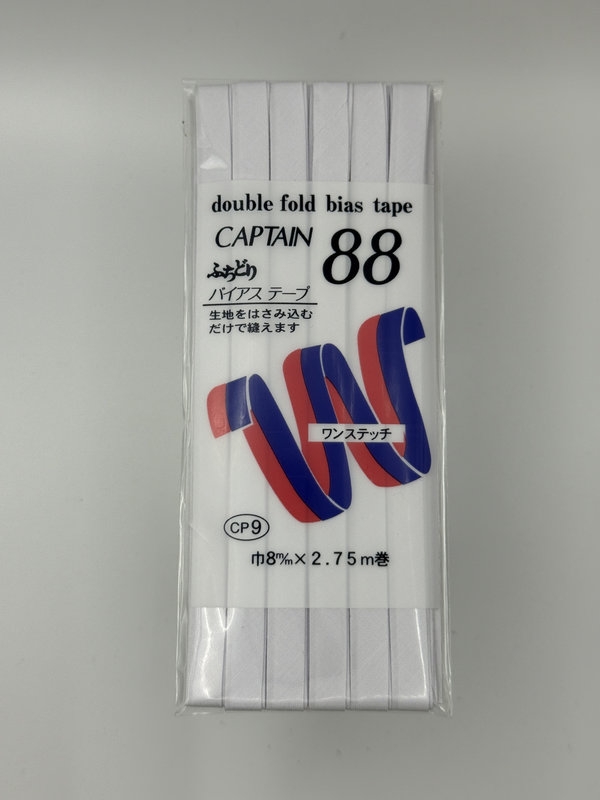 double fold bias tape
CAPTAIN 88
ふちどり
バイアス テープ
生地をはさみ込む
だけで縫えます
ワンステッチ
CP9
巾8m/m×2.75m巻